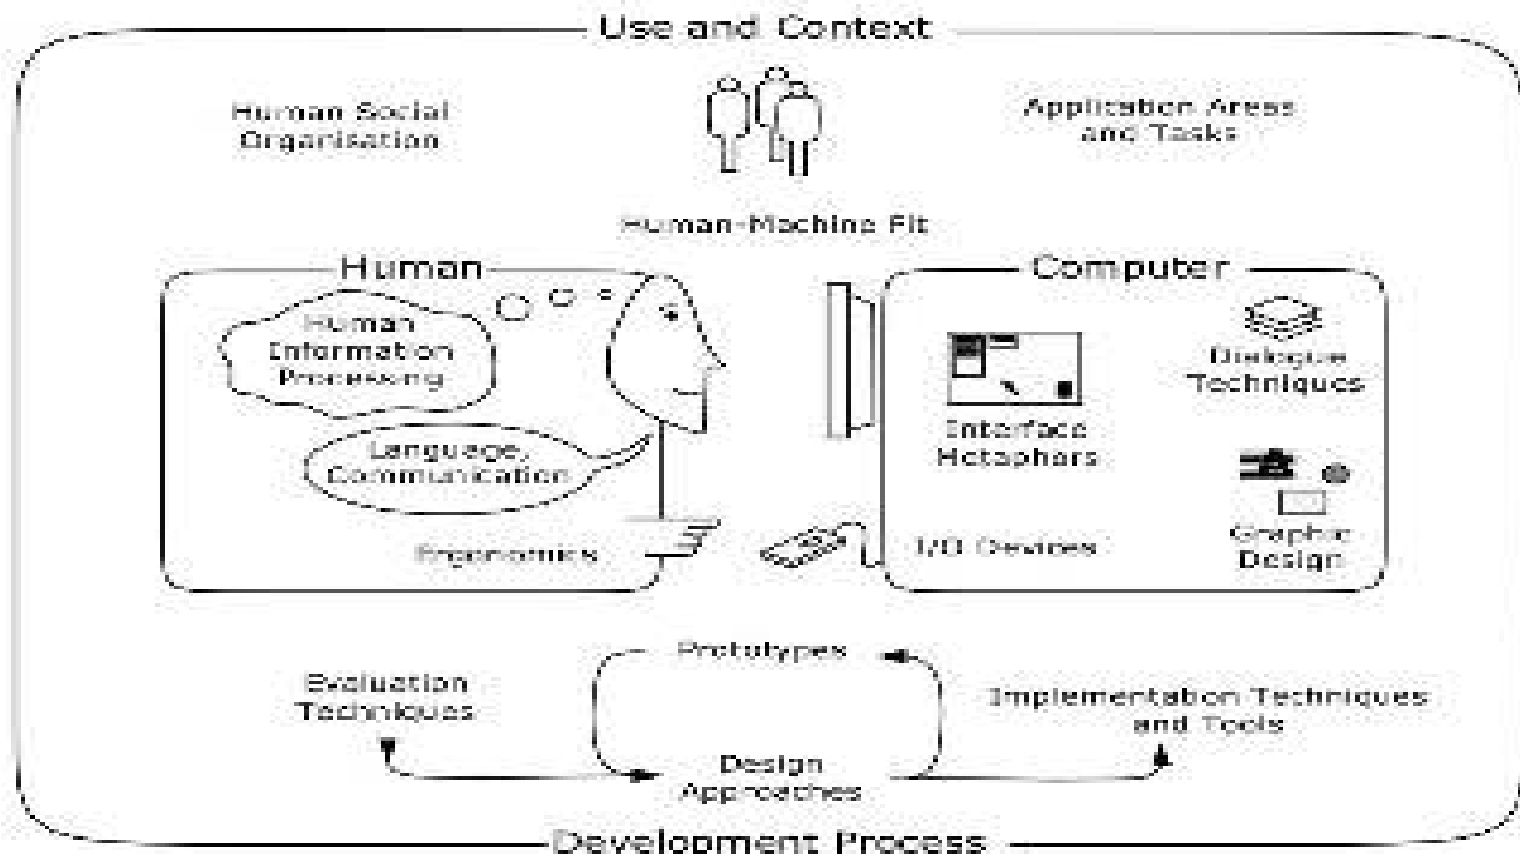 Use and Context
Human Social
Organisation
Application Areas
and Tasks
Human-Machine Fit
Human
Computer
Human
Information
Processing
Language,
Communication
Ergonomics
Interface
Metaphors
Dialogue
Techniques
I/O Devices
Graphic
Design
Prototypes
Evaluation
Techniques
Implementation Techniques
and Tools
Design
Approaches
Development Process